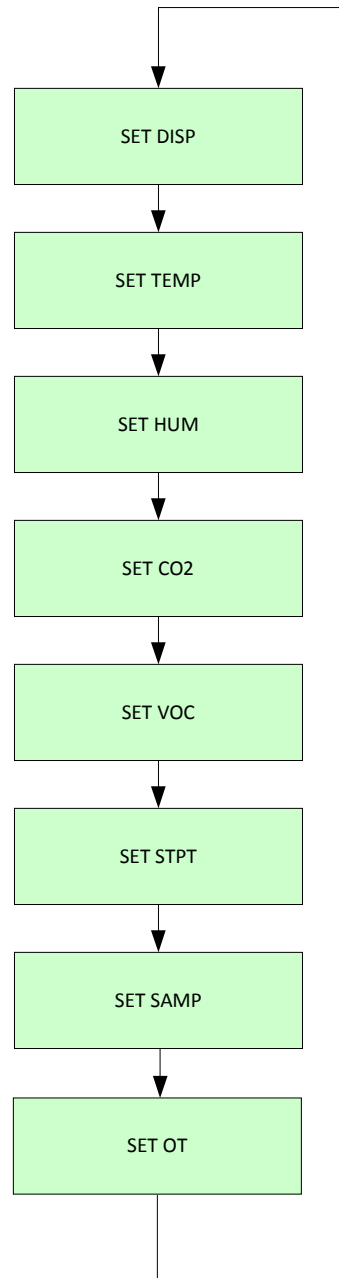 SET DISP
SET TEMP
SET HUM
SET CO2
SET VOC
SET STPT
SET SAMP
SET OT